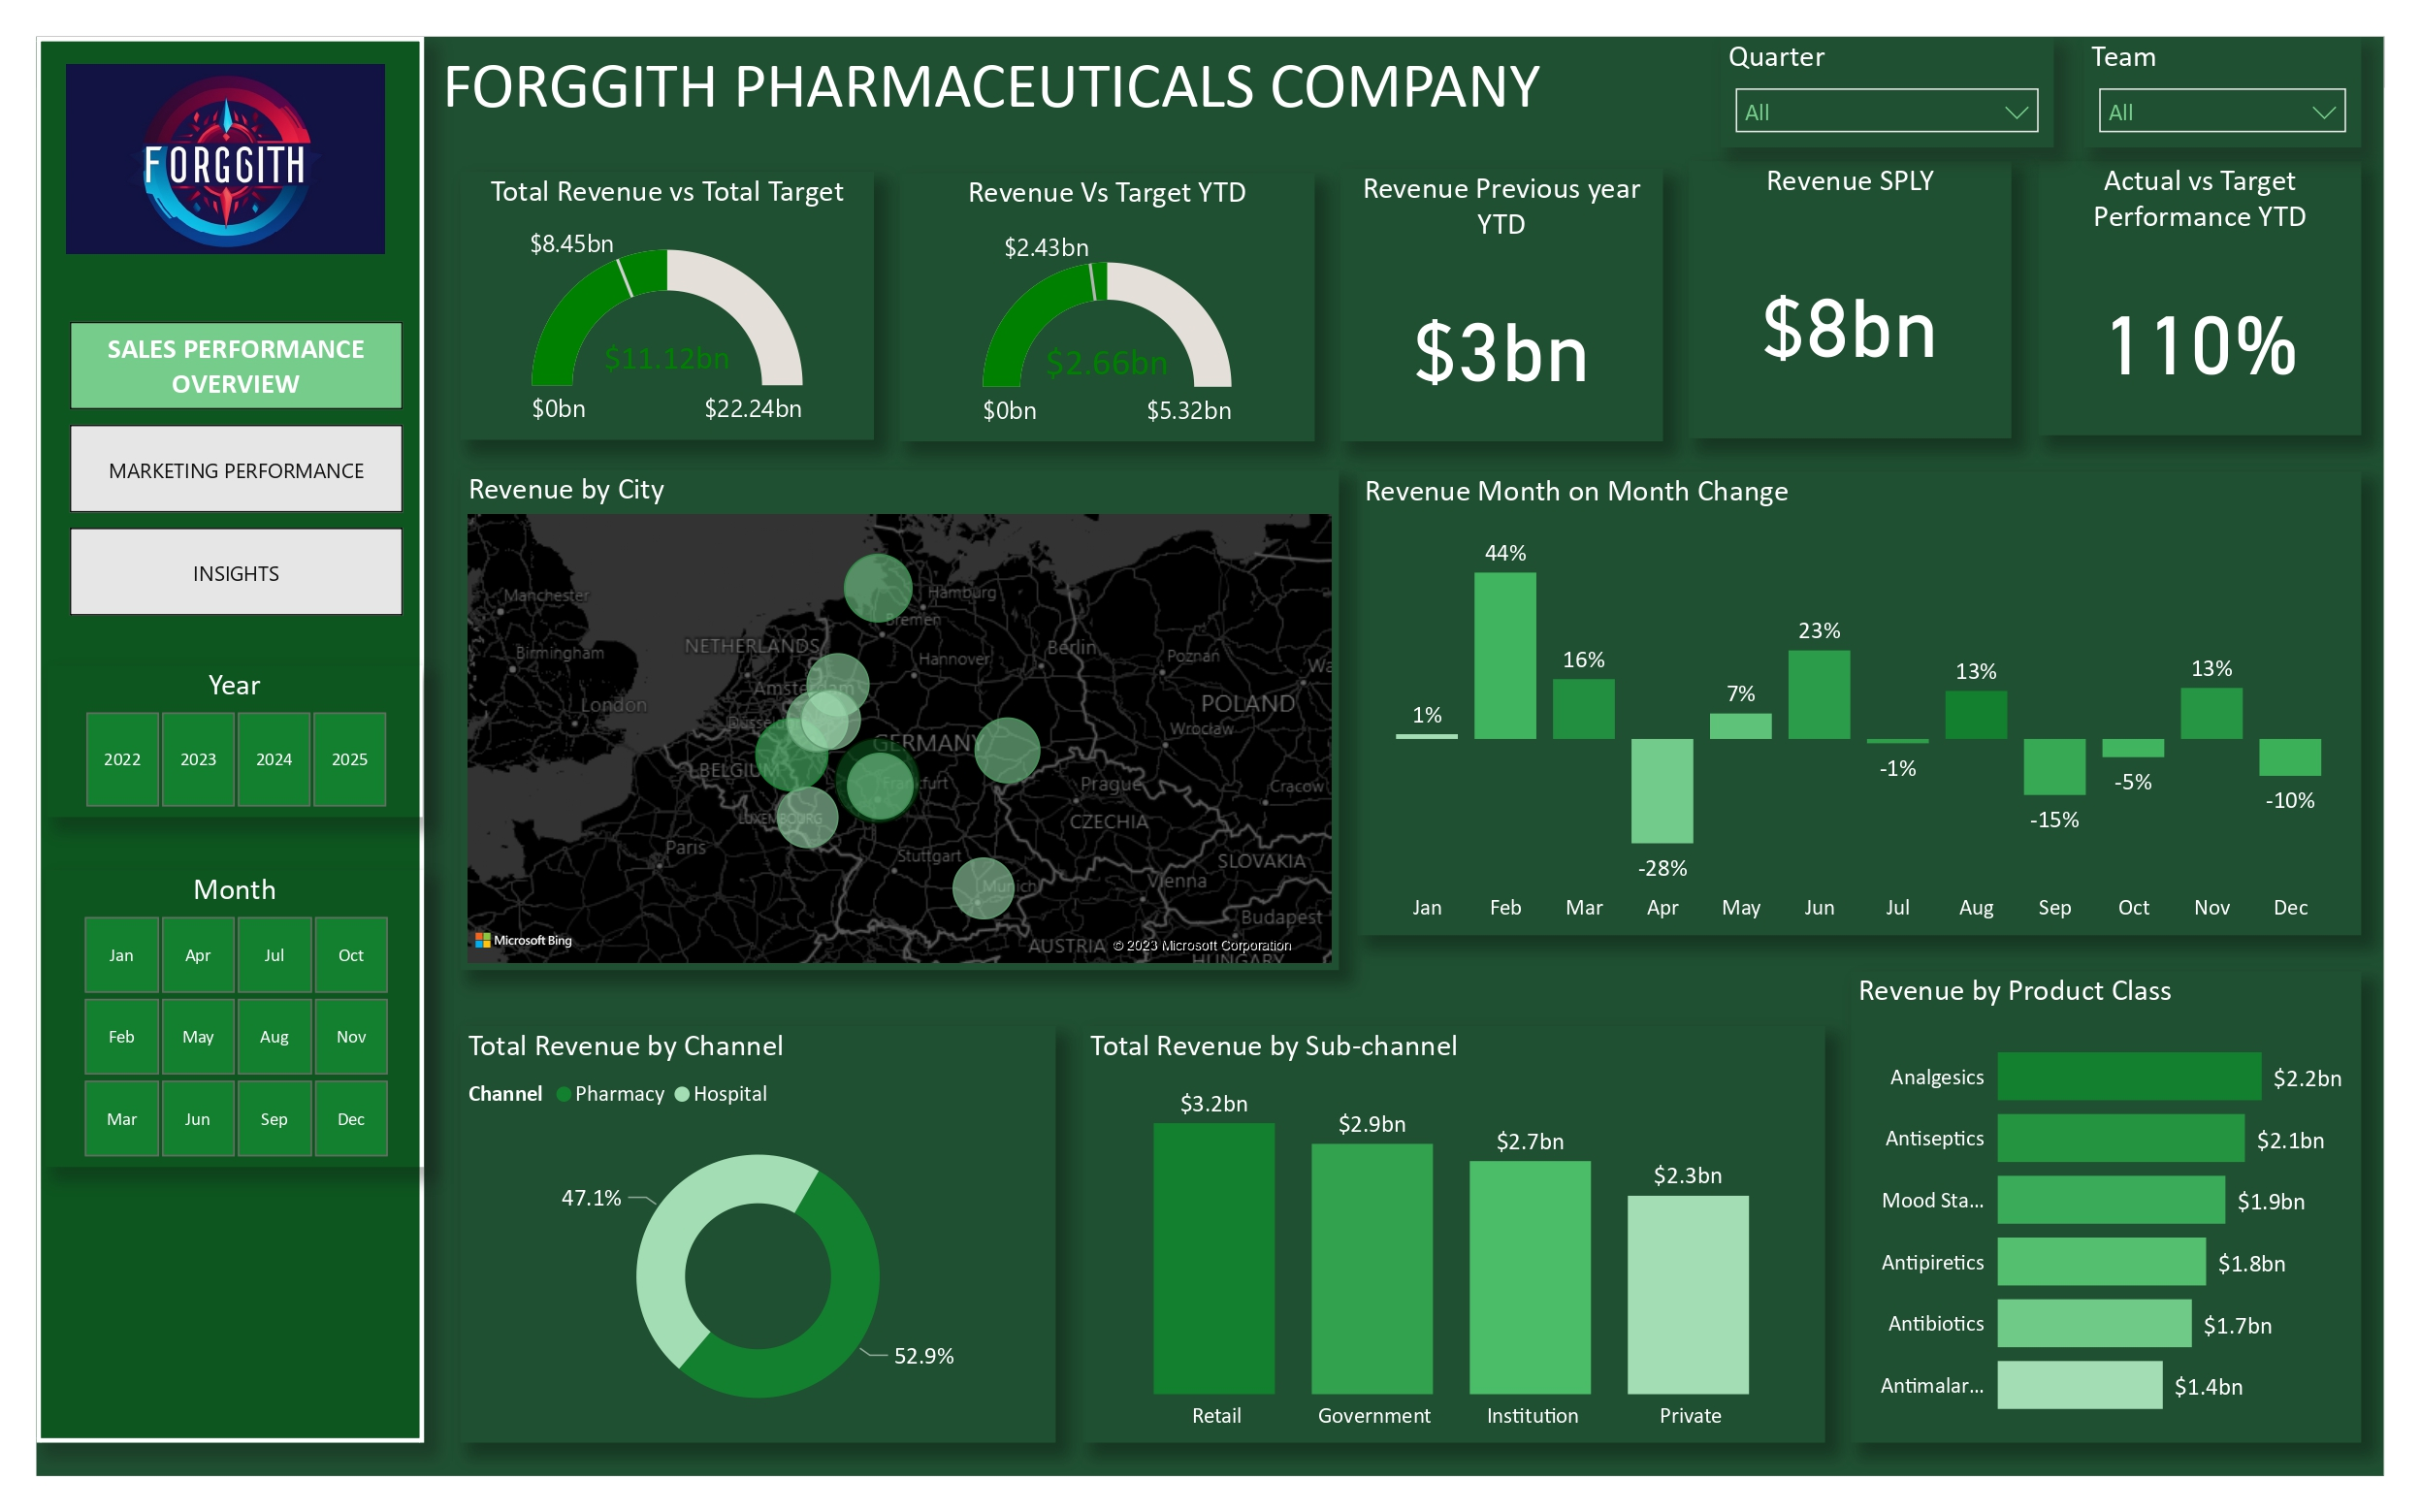 FORGGITH
SALES PERFORMANCE
OVERVIEW
MARKETING PERFORMANCE
INSIGHTS
Year
2022 2023 2024 2025
Month
Jan Apr Jul Oct
Feb May Aug Nov
Mar Jun Sep Dec
FORGGITH PHARMACEUTICALS COMPANY
Quarter
All
Team
All
Total Revenue vs Total Target
$8.45bn
$11.12bn
$0bn $22.24bn
Revenue Vs Target YTD
$2.43bn
$2.66bn
$0bn $5.32bn
Revenue Previous year
YTD
$3bn
Revenue SPLY
$8bn
Actual vs Target
Performance YTD
110%
Revenue by City
Manchester
Hamburg
Bremen
NETHERLANDS
Birmingham
Hannover
Berlin
Poznań
Wa
Amsterdam
London
POLAND
Düssel
Wrocław
GERMANY
BELGIUM
Frankfurt
Prague
Cracow
LUXEMBOURG
CZECHIA
Paris
Stuttgart
SLOVAKIA
Munich
Vienna
Budapest
Microsoft Bing
AUSTRIA
© 2023 Microsoft Corporation
HUNGARY
Revenue Month on Month Change
1% 44% 16% -28% 7% 23% -1% 13% -15% -5% 13% -10%
Jan Feb Mar Apr May Jun Jul Aug Sep Oct Nov Dec
Total Revenue by Channel
Channel Pharmacy Hospital
47.1%
52.9%
Total Revenue by Sub-channel
$3.2bn $2.9bn $2.7bn $2.3bn
Retail Government Institution Private
Revenue by Product Class
Analgesics $2.2bn
Antiseptics $2.1bn
Mood Sta... $1.9bn
Antipiretics $1.8bn
Antibiotics $1.7bn
Antimalar... $1.4bn